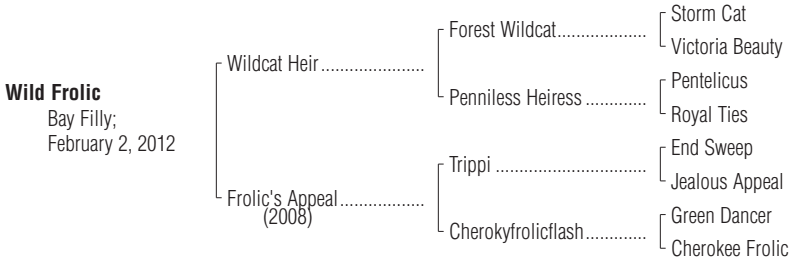 Storm Cat
Forest Wildcat...................
Victoria Beauty
Wildcat Heir......................
Pentelicus
Penniless Heiress .............
Royal Ties
Wild Frolic
Bay Filly;
February 2, 2012
End Sweep
Trippi ................................
Jealous Appeal
Frolic's Appeal..................
(2008)
Green Dancer
Cherokyfrolicflash.............
Cherokee Frolic